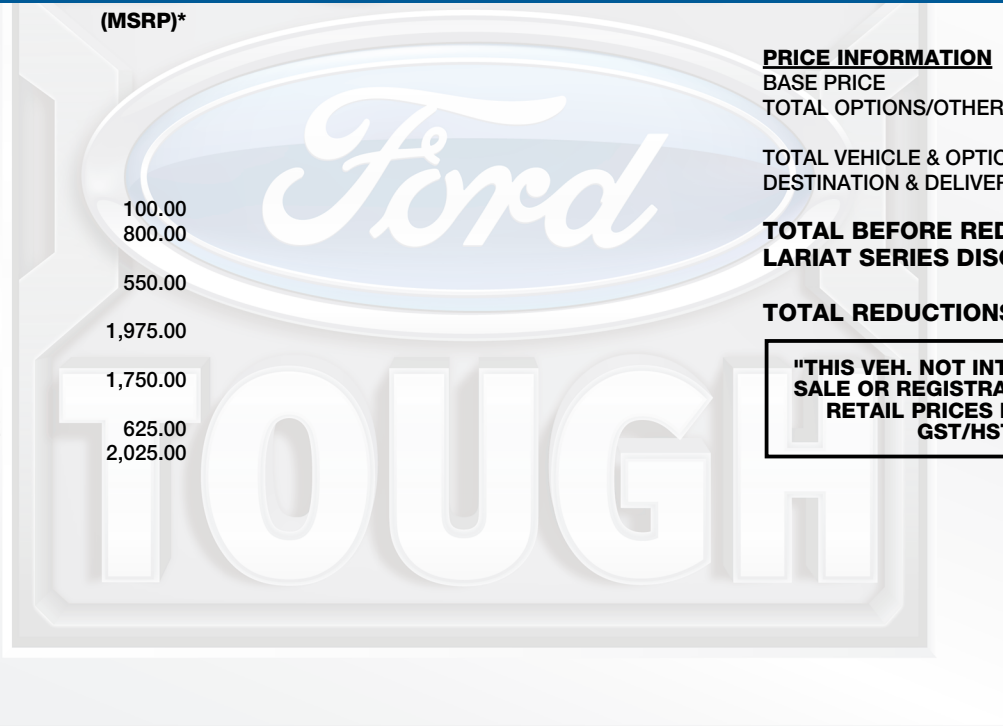 (MSRP)*
100.00
800.00
550.00
1,975.00
1,750.00
625.00
2,025.00
PRICE INFORMATION
BASE PRICE
TOTAL OPTIONS/OTHER
TOTAL VEHICLE & OPTIO
DESTINATION & DELIVER
TOTAL BEFORE RED
LARIAT SERIES DISC
TOTAL REDUCTIONS
"THIS VEH. NOT INT
SALE OR REGISTRA
RETAIL PRICES
GST/HST
Ford
TOUGH